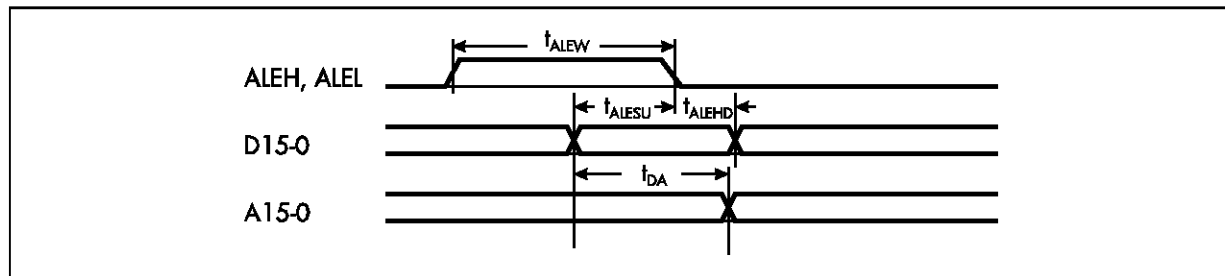 tALEW
ALEH, ALEL
tALESU tALEHD
D15-0
tDA
A15-0